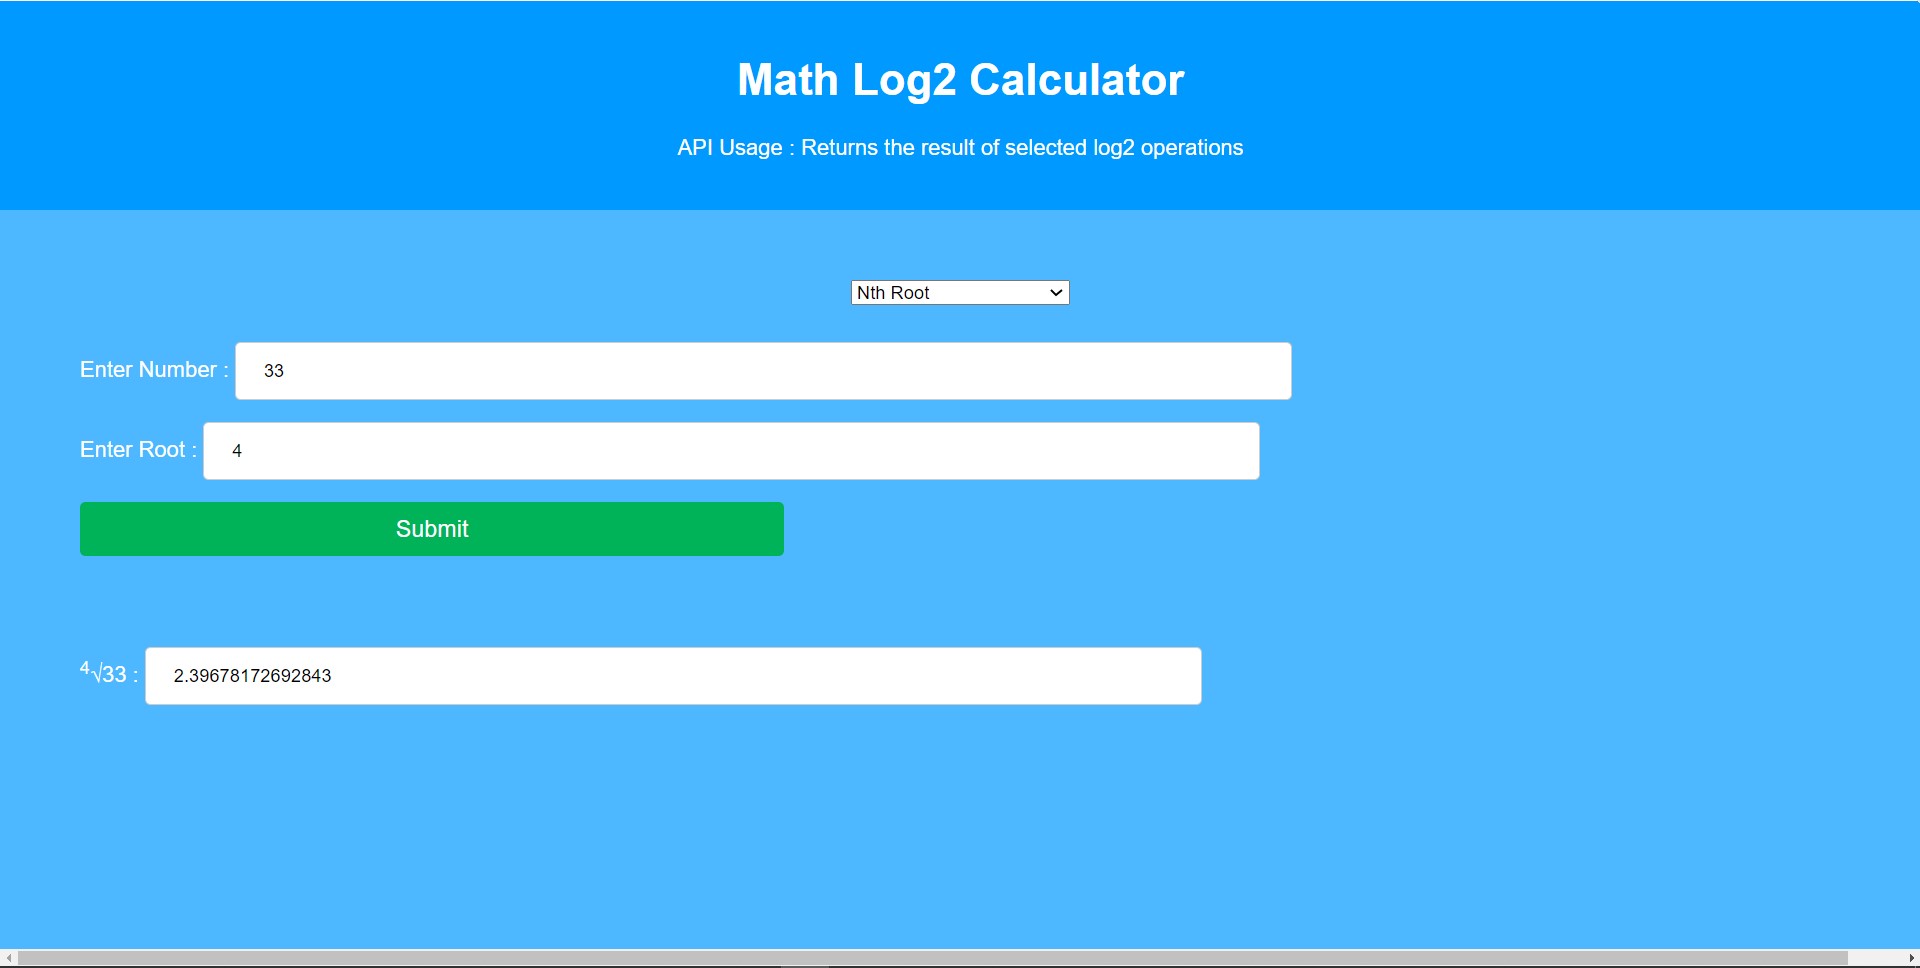 Math Log2 Calculator
API Usage : Returns the result of selected log2 operations
Nth Root
Enter Number : 33
Enter Root : 4
Submit
⁴√33 : 2.39678172692843